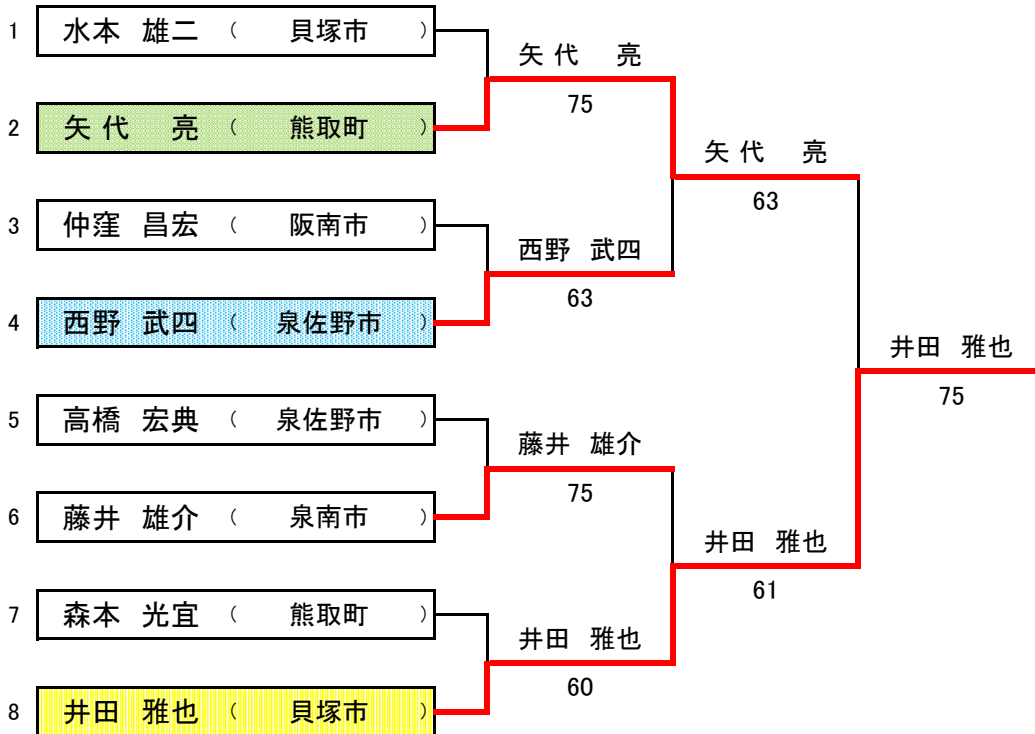 1 水本 雄二 （ 貝塚市 ）
矢代 亮
75
2 矢代 亮 （ 熊取町 ）
矢代 亮
63
3 仲窪 昌宏 （ 阪南市 ）
西野 武四
63
4 西野 武四 （ 泉佐野市 ）
井田 雅也
75
5 高橋 宏典 （ 泉佐野市 ）
藤井 雄介
75
6 藤井 雄介 （ 泉南市 ）
井田 雅也
61
7 森本 光宜 （ 熊取町 ）
井田 雅也
60
8 井田 雅也 （ 貝塚市 ）